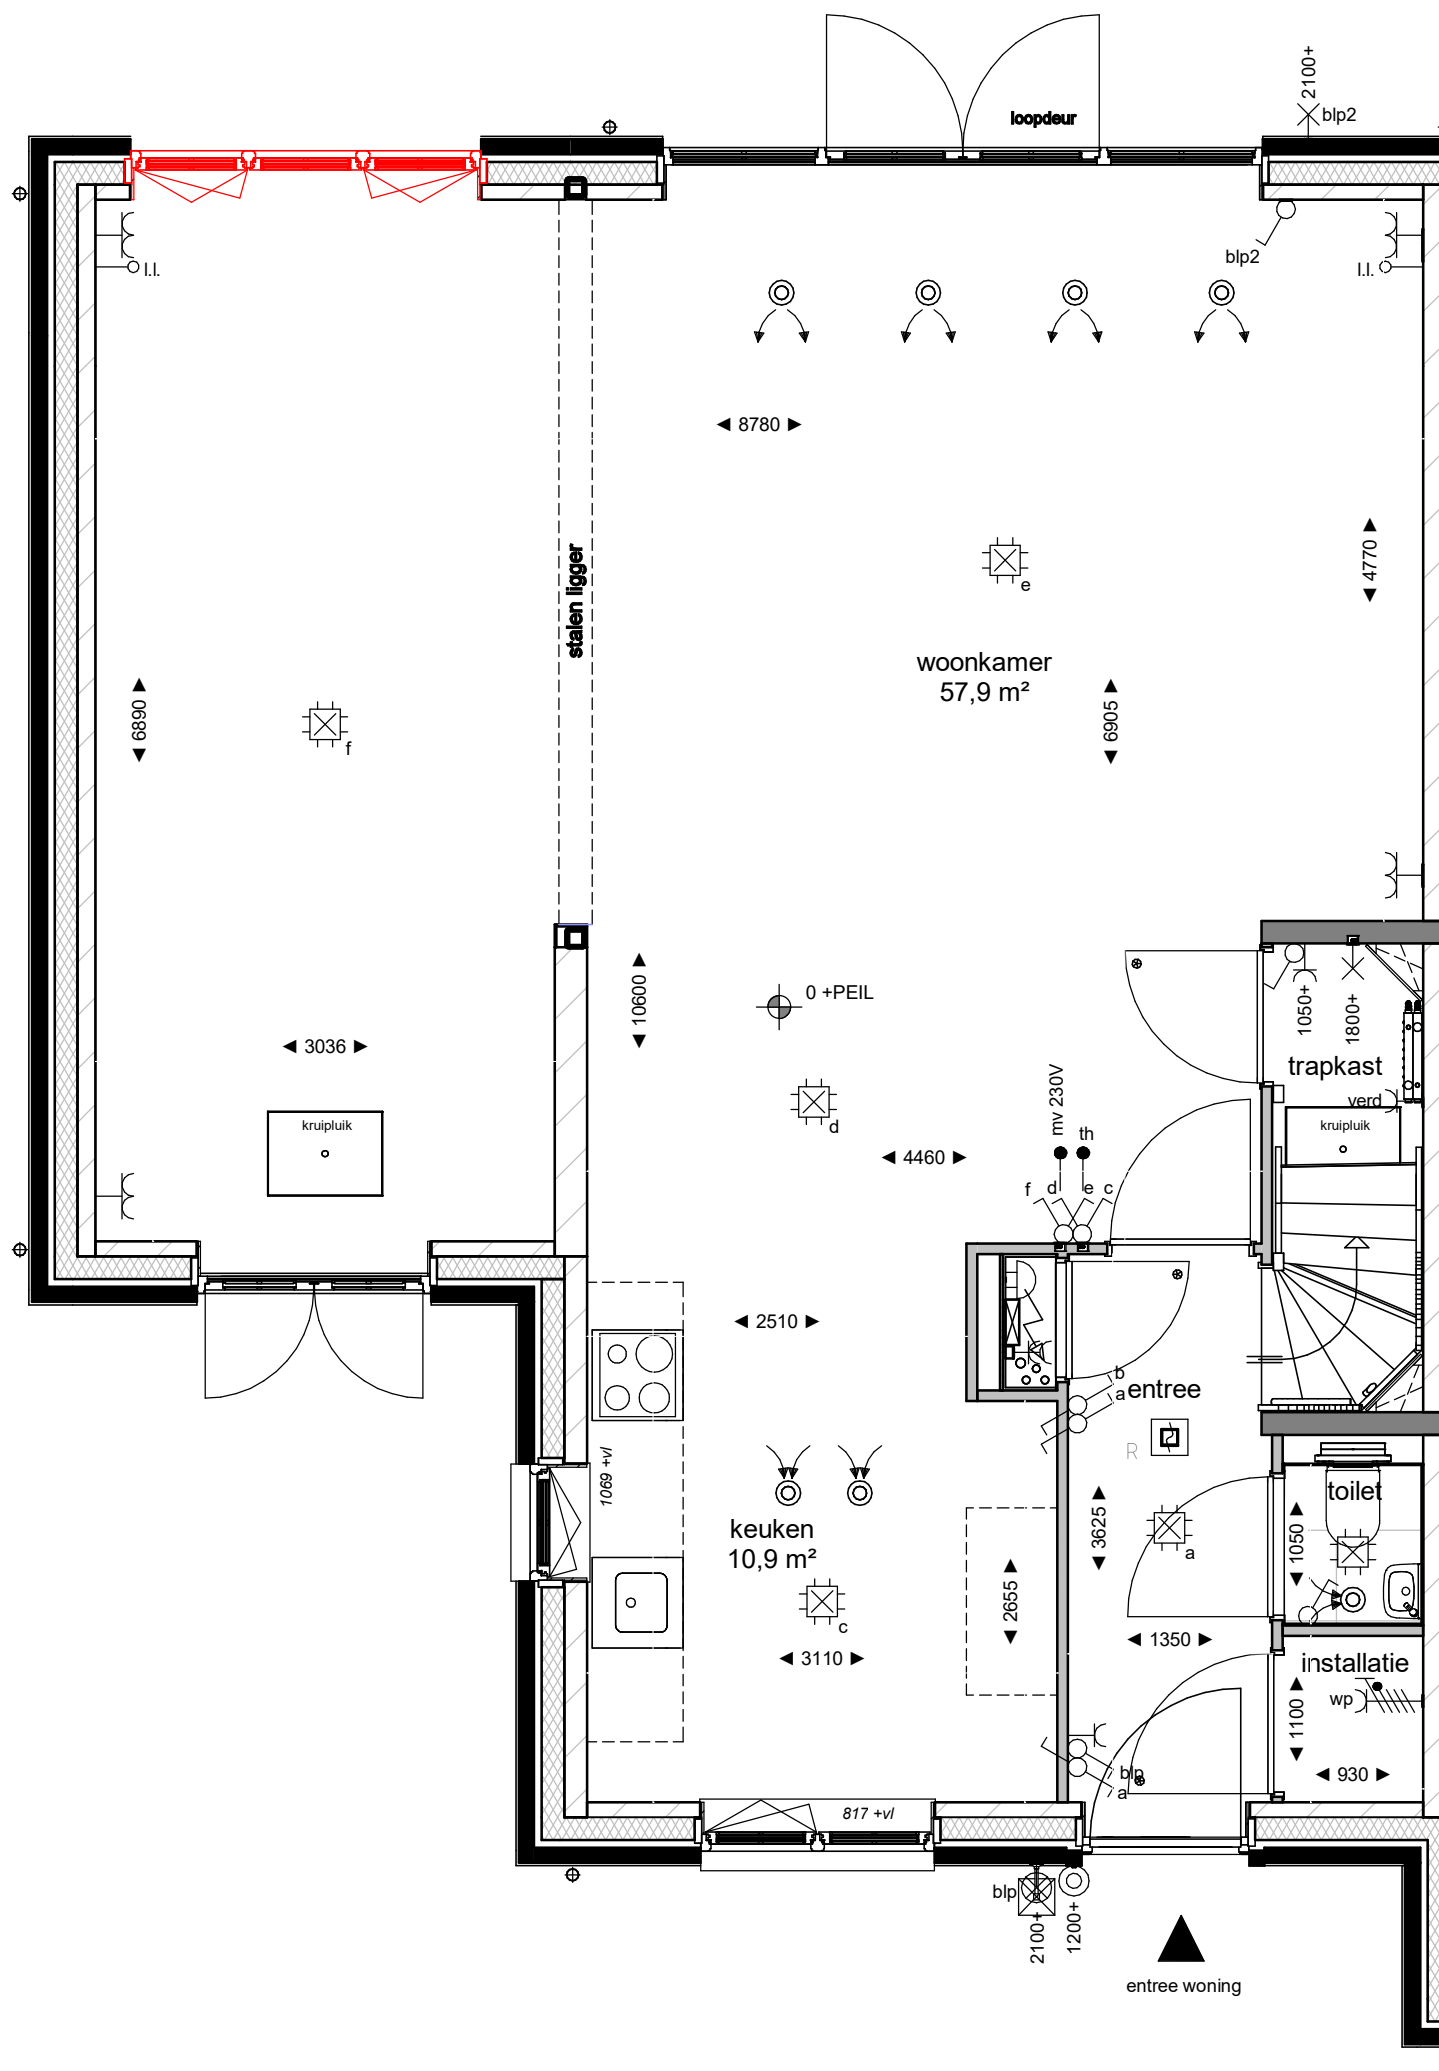 2100+
blp2
loopdeur
blp2
l.l.
l.l.
8780
4770
stalen ligger
e
woonkamer
57,9 m²
6890
6905
f
10600
0 +PEIL
1050+
1800+
3036
trapkast
mv 230V
verd
d
kruipluik
kruipluik
th
4460
f
d
e
c
2510
b
a
entree
1069 +vl
R
toilet
keuken
10,9 m²
3625
a
1050
2655
c
1350
3110
installatie
wp
1100
blp
a
930
817 +vl
blp
2100+
1200+
entree woning